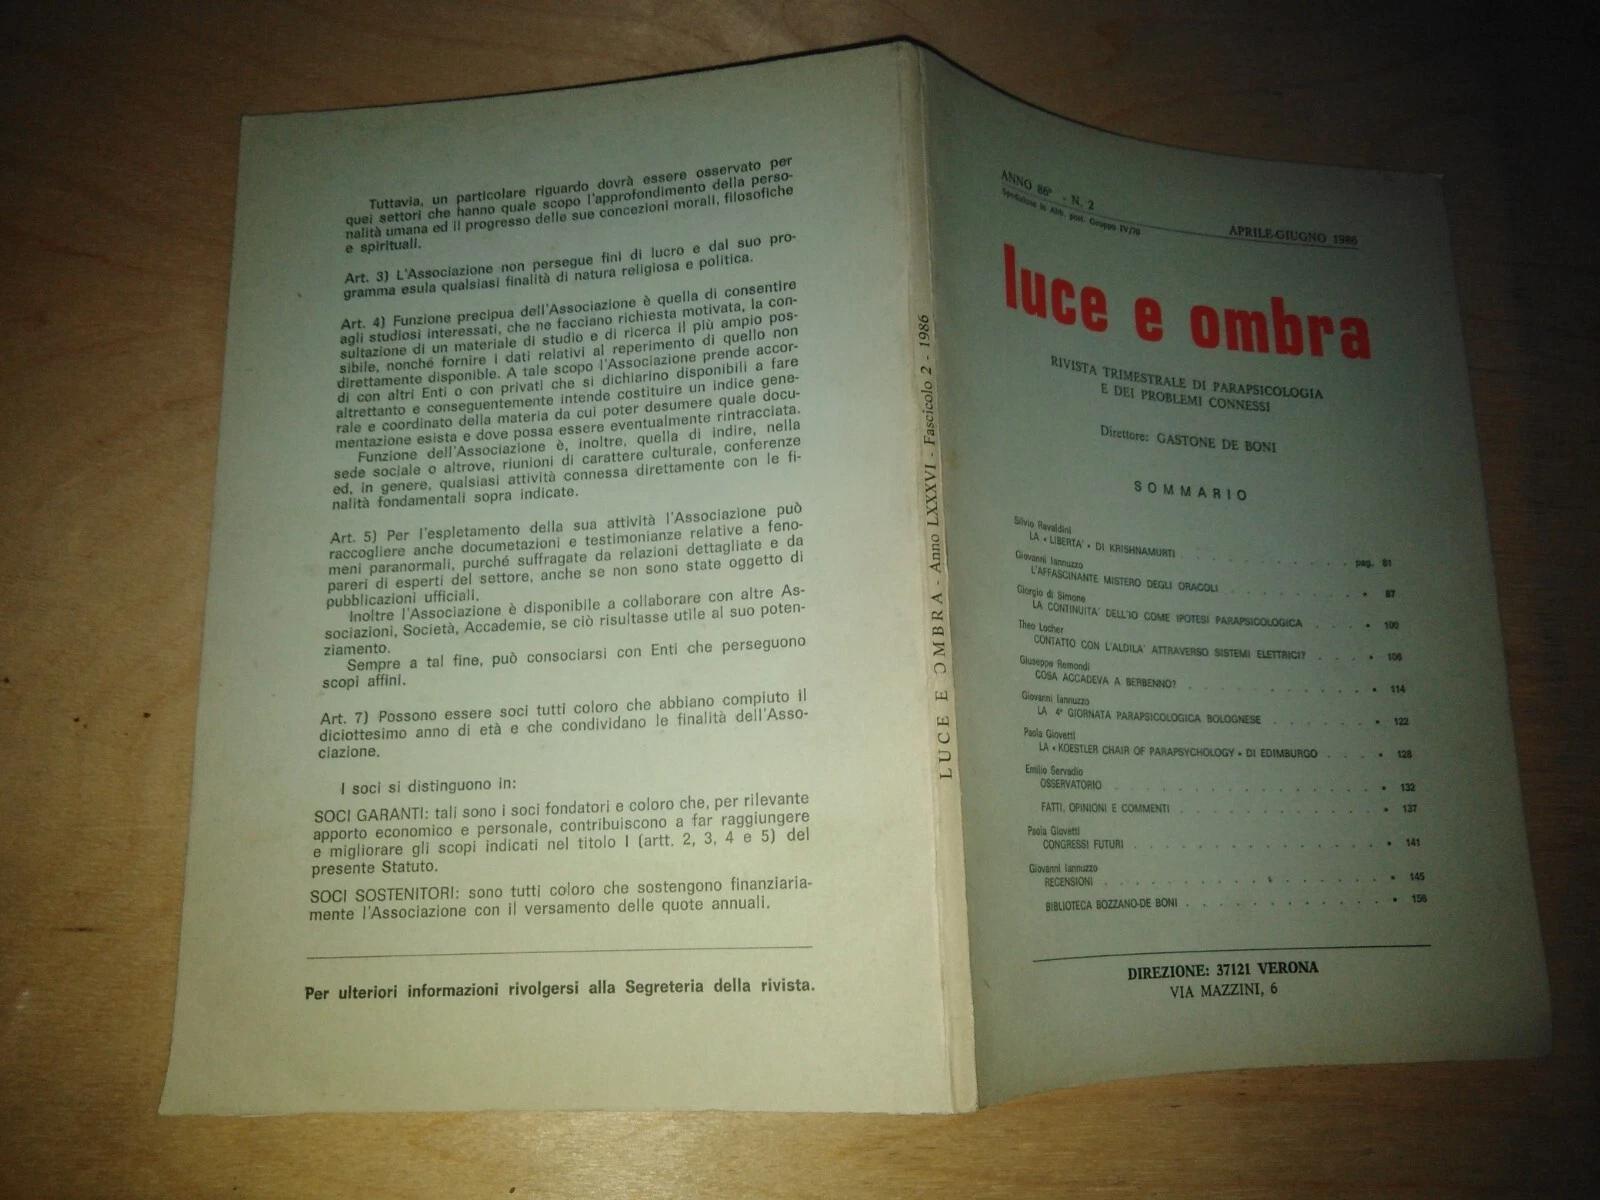 Tuttavia, un particolare riguardo dovrà essere osservato per
quei settori che hanno quale scopo l'approfondimento della perso-
nalità umana ed il progresso delle sue concezioni morali, filosofiche
e spirituali.
Art. 3) L'Associazione non persegue fini di lucro e dal suo pro-
gramma esula qualsiasi finalità di natura religiosa e politica.
Art. 4) Funzione precipua dell'Associazione è quella di consentire
agli studiosi interessati, che ne facciano richiesta motivata, la con-
sultazione di un materiale di studio e di ricerca il più ampio pos-
sibile, nonché fornire i dati relativi al reperimento di quello non
direttamente disponibile. A tale scopo l'Associazione prende accor-
di con altri Enti o con privati che si dichiarino disponibili a fare
altrettanto e conseguentemente intende costituire un indice gene-
rale e coordinato della materia da cui poter desumere quale docu-
mentazione esista e dove possa essere eventualmente rintracciata.
Funzione dell'Associazione è, inoltre, quella di indire, nella
sede sociale o altrove, riunioni di carattere culturale, conferenze
ed, in genere, qualsiasi attività connessa direttamente con le fi-
nalità fondamentali sopra indicate.
Art. 5) Per l'espletamento della sua attività l'Associazione può
raccogliere anche documetazioni e testimonianze relative a feno-
meni paranormali, purché suffragate da relazioni dettagliate e da
pareri di esperti del settore, anche se non sono state oggetto di
pubblicazioni ufficiali.
Inoltre l'Associazione è disponibile a collaborare con altre As-
sociazioni, Società, Accademie, se ciò risultasse utile al suo poten-
ziamento.
Sempre a tal fine, può consociarsi con Enti che perseguono
scopi affini.
Art. 7) Possono essere soci tutti coloro che abbiano compiuto il
diciottesimo anno di età e che condividano le finalità dell'Asso-
ciazione.
I soci si distinguono in:
SOCI GARANTI: tali sono i soci fondatori e coloro che, per rilevante
apporto economico e personale, contribuiscono a far raggiungere
e migliorare gli scopi indicati nel titolo I (artt. 2, 3, 4 e 5) del
presente Statuto.
SOCI SOSTENITORI: sono tutti coloro che sostengono finanziaria-
mente l'Associazione con il versamento delle quote annuali.
Per ulteriori informazioni rivolgersi alla Segreteria della rivista.
LUCE E OMBRA - Anno LXXXVI - Fascicolo 2 - 1986
ANNO 86° - N. 2
Spedizione in Abb. post. Gruppo IV/70
APRILE-GIUGNO 1986
luce e ombra
RIVISTA TRIMESTRALE DI PARAPSICOLOGIA
E DEI PROBLEMI CONNESSI
Direttore: GASTONE DE BONI
SOMMARIO
Silvio Ravaldini
LA « LIBERTA' » DI KRISHNAMURTI . . . . . . . . . . pag. 81
Giovanni Iannuzzo
L'AFFASCINANTE MISTERO DEGLI ORACOLI . . . . . . . . » 87
Giorgio di Simone
LA CONTINUITA' DELL'IO COME IPOTESI PARAPSICOLOGICA . . . . » 100
Theo Locher
CONTATTO CON L'ALDILA' ATTRAVERSO SISTEMI ELETTRICI? . . . » 106
Giuseppe Remondi
COSA ACCADEVA A BERBENNO? . . . . . . . . . . » 114
Giovanni Iannuzzo
LA 4ª GIORNATA PARAPSICOLOGICA BOLOGNESE . . . . . . » 122
Paola Giovetti
LA « KOESTLER CHAIR OF PARAPSYCHOLOGY » DI EDIMBURGO . . . . » 128
Emilio Servadio
OSSERVATORIO . . . . . . . . . . . . . . » 132
FATTI, OPINIONI E COMMENTI . . . . . . . . . . » 137
Paola Giovetti
CONGRESSI FUTURI . . . . . . . . . . . . . » 141
Giovanni Iannuzzo
RECENSIONI . . . . . . . . . . . . . . » 145
BIBLIOTECA BOZZANO-DE BONI . . . . . . . . . . » 156
DIREZIONE: 37121 VERONA
VIA MAZZINI, 6